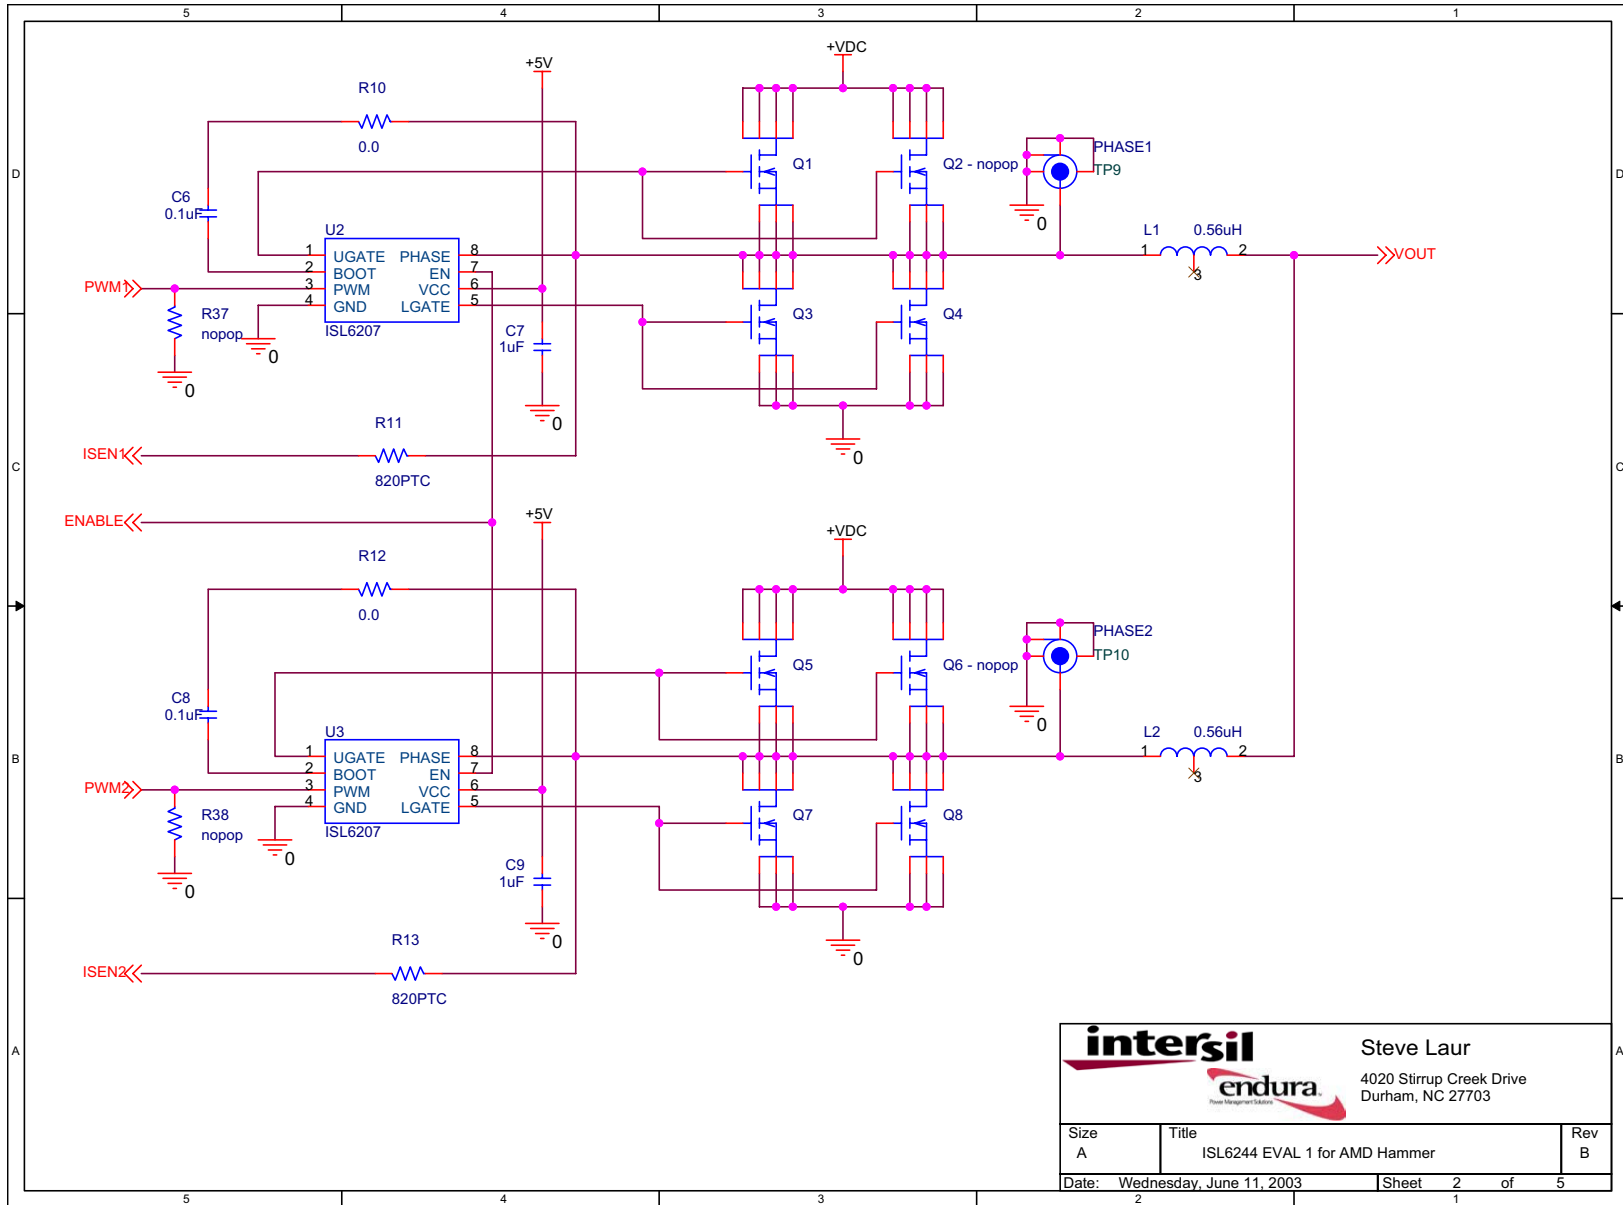 5 4 3 2 1
D D
C C
B B
A A
+5V
+VDC
R10
0.0
C6
0.1uF
U2
1 UGATE PHASE 8
2 BOOT EN 7
3 PWM VCC 6
4 GND LGATE 5
ISL6207
PWM1
R37
nopop
0
0
C7
1uF
0
R11
820PTC
ISEN1
ENABLE
Q1
Q2 - nopop
Q3
Q4
0
PHASE1
TP9
0
L1 0.56uH
1 2
3
VOUT
+5V
+VDC
R12
0.0
C8
0.1uF
U3
1 UGATE PHASE 8
2 BOOT EN 7
3 PWM VCC 6
4 GND LGATE 5
ISL6207
PWM2
R38
nopop
0
0
C9
1uF
0
R13
820PTC
ISEN2
Q5
Q6 - nopop
Q7
Q8
0
PHASE2
TP10
0
L2 0.56uH
1 2
3
intersil
endura
Power Management Solutions
Steve Laur
4020 Stirrup Creek Drive
Durham, NC 27703
Size
A
Title
ISL6244 EVAL 1 for AMD Hammer
Rev
B
Date: Wednesday, June 11, 2003
Sheet 2 of 5
5 4 3 2 1